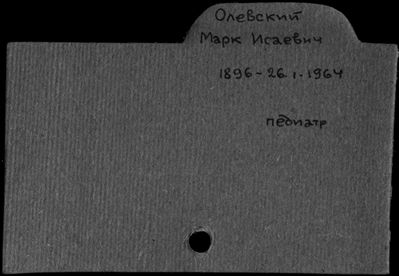 Олевский
Марк Исаевич
1896-26.1.1964
педиатр